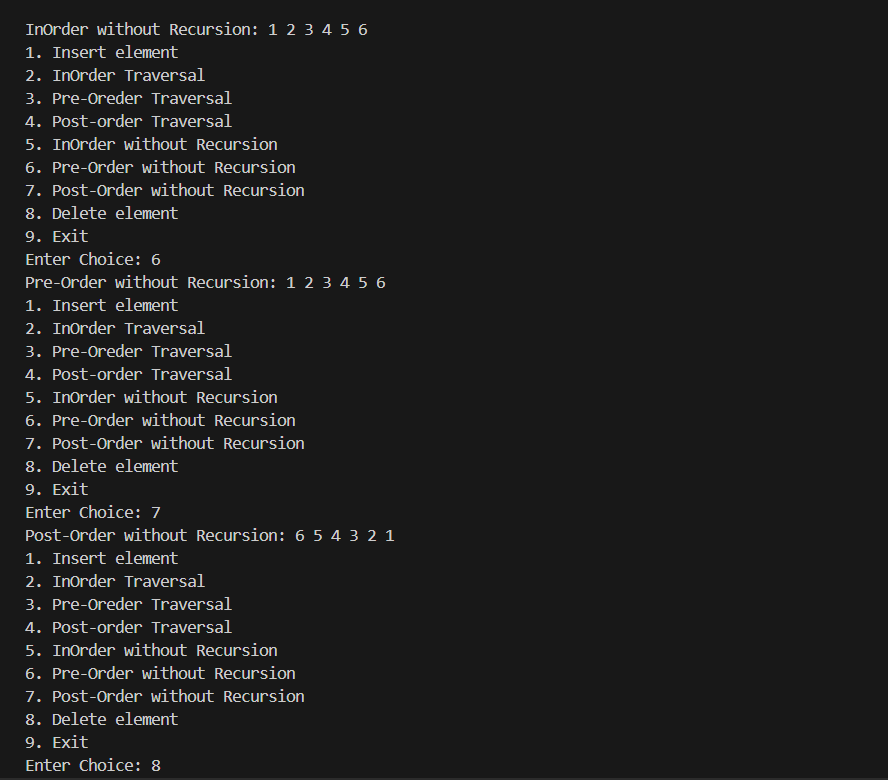 InOrder without Recursion: 1 2 3 4 5 6
1. Insert element
2. InOrder Traversal
3. Pre-Oreder Traversal
4. Post-order Traversal
5. InOrder without Recursion
6. Pre-Order without Recursion
7. Post-Order without Recursion
8. Delete element
9. Exit
Enter Choice: 6
Pre-Order without Recursion: 1 2 3 4 5 6
1. Insert element
2. InOrder Traversal
3. Pre-Oreder Traversal
4. Post-order Traversal
5. InOrder without Recursion
6. Pre-Order without Recursion
7. Post-Order without Recursion
8. Delete element
9. Exit
Enter Choice: 7
Post-Order without Recursion: 6 5 4 3 2 1
1. Insert element
2. InOrder Traversal
3. Pre-Oreder Traversal
4. Post-order Traversal
5. InOrder without Recursion
6. Pre-Order without Recursion
7. Post-Order without Recursion
8. Delete element
9. Exit
Enter Choice: 8